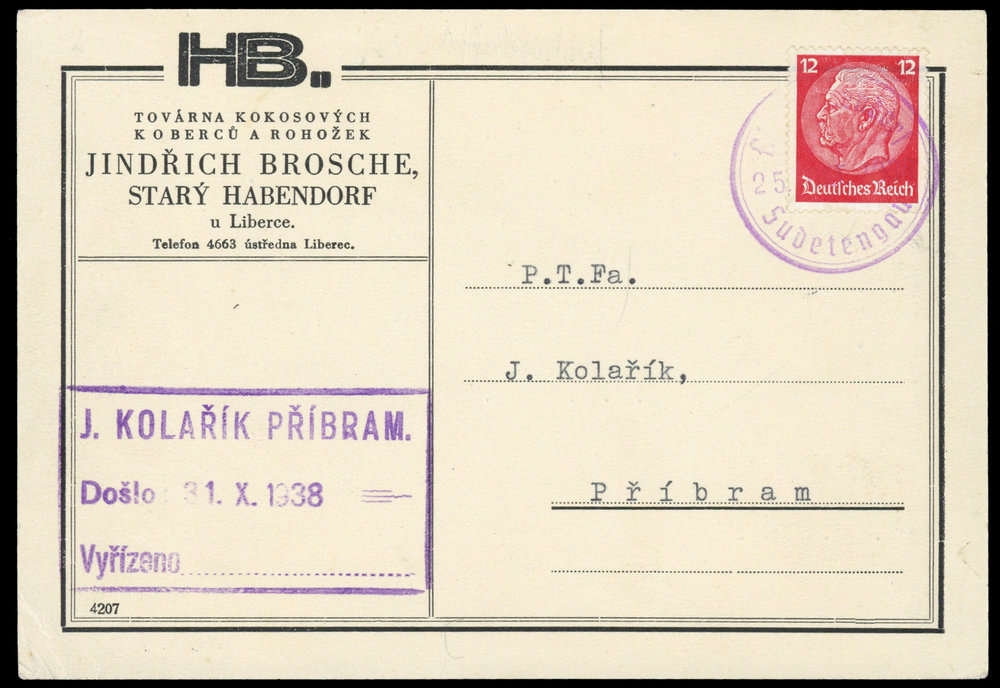 HB.
TOVÁRNA KOKOSOVÝCH
KOBERCŮ A ROHOŽEK
JINDŘICH BROSCHE,
STARÝ HABENDORF
u Liberce.
Telefon 4663 ústředna Liberec.
12 12
Deutsches Reich
25
Sudetengau
P.T.Fa.
J. Kolařík,
Příbram
J. KOLAŘÍK PŘÍBRAM.
Došlo: 31. X. 1938
Vyřízeno
4207